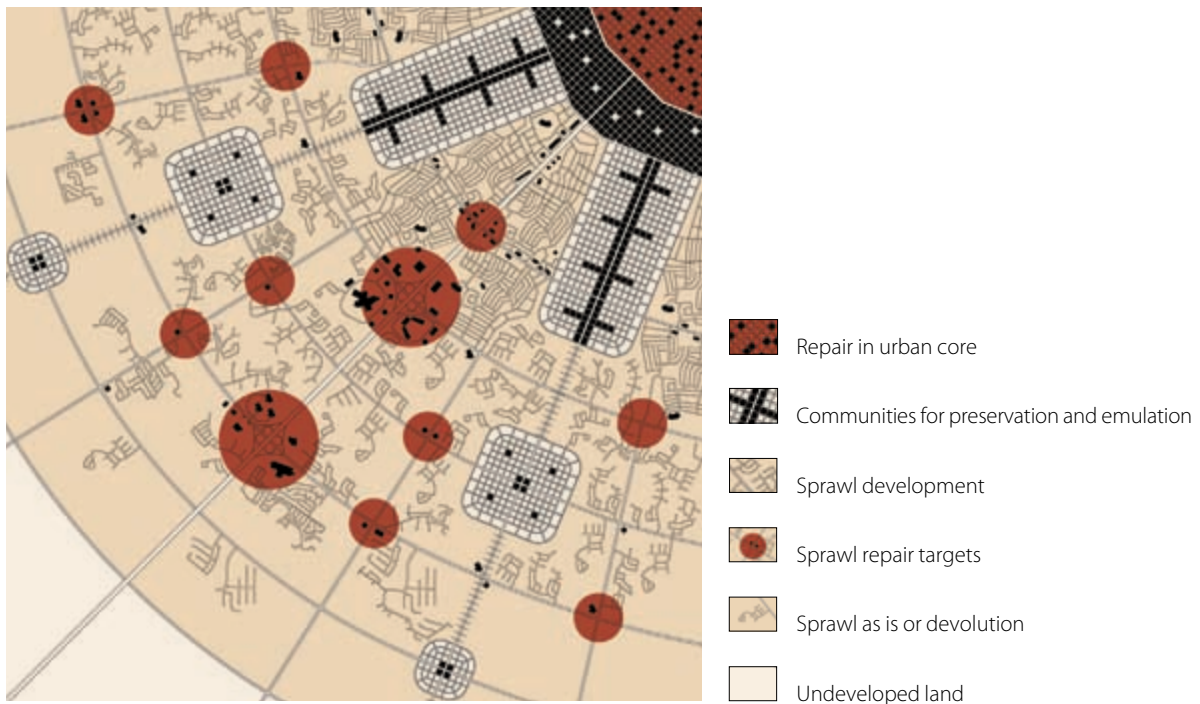 Repair in urban core
Communities for preservation and emulation
Sprawl development
Sprawl repair targets
Sprawl as is or devolution
Undeveloped land